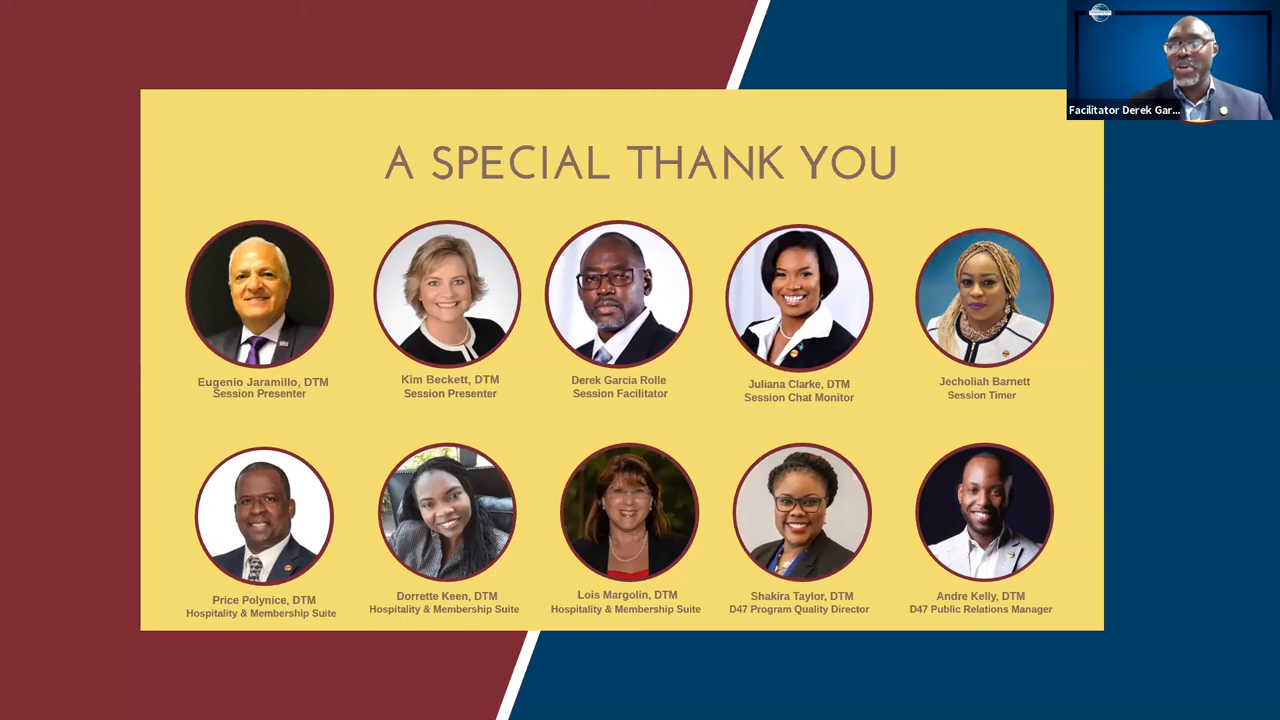 Facilitator Derek Gar...
A SPECIAL THANK YOU
Eugenio Jaramillo, DTM
Session Presenter
Kim Beckett, DTM
Session Presenter
Derek Garcia Rolle
Session Facilitator
Juliana Clarke, DTM
Session Chat Monitor
Jecholiah Barnett
Session Timer
Price Polynice, DTM
Hospitality & Membership Suite
Dorrette Keen, DTM
Hospitality & Membership Suite
Lois Margolin, DTM
Hospitality & Membership Suite
Shakira Taylor, DTM
D47 Program Quality Director
Andre Kelly, DTM
D47 Public Relations Manager